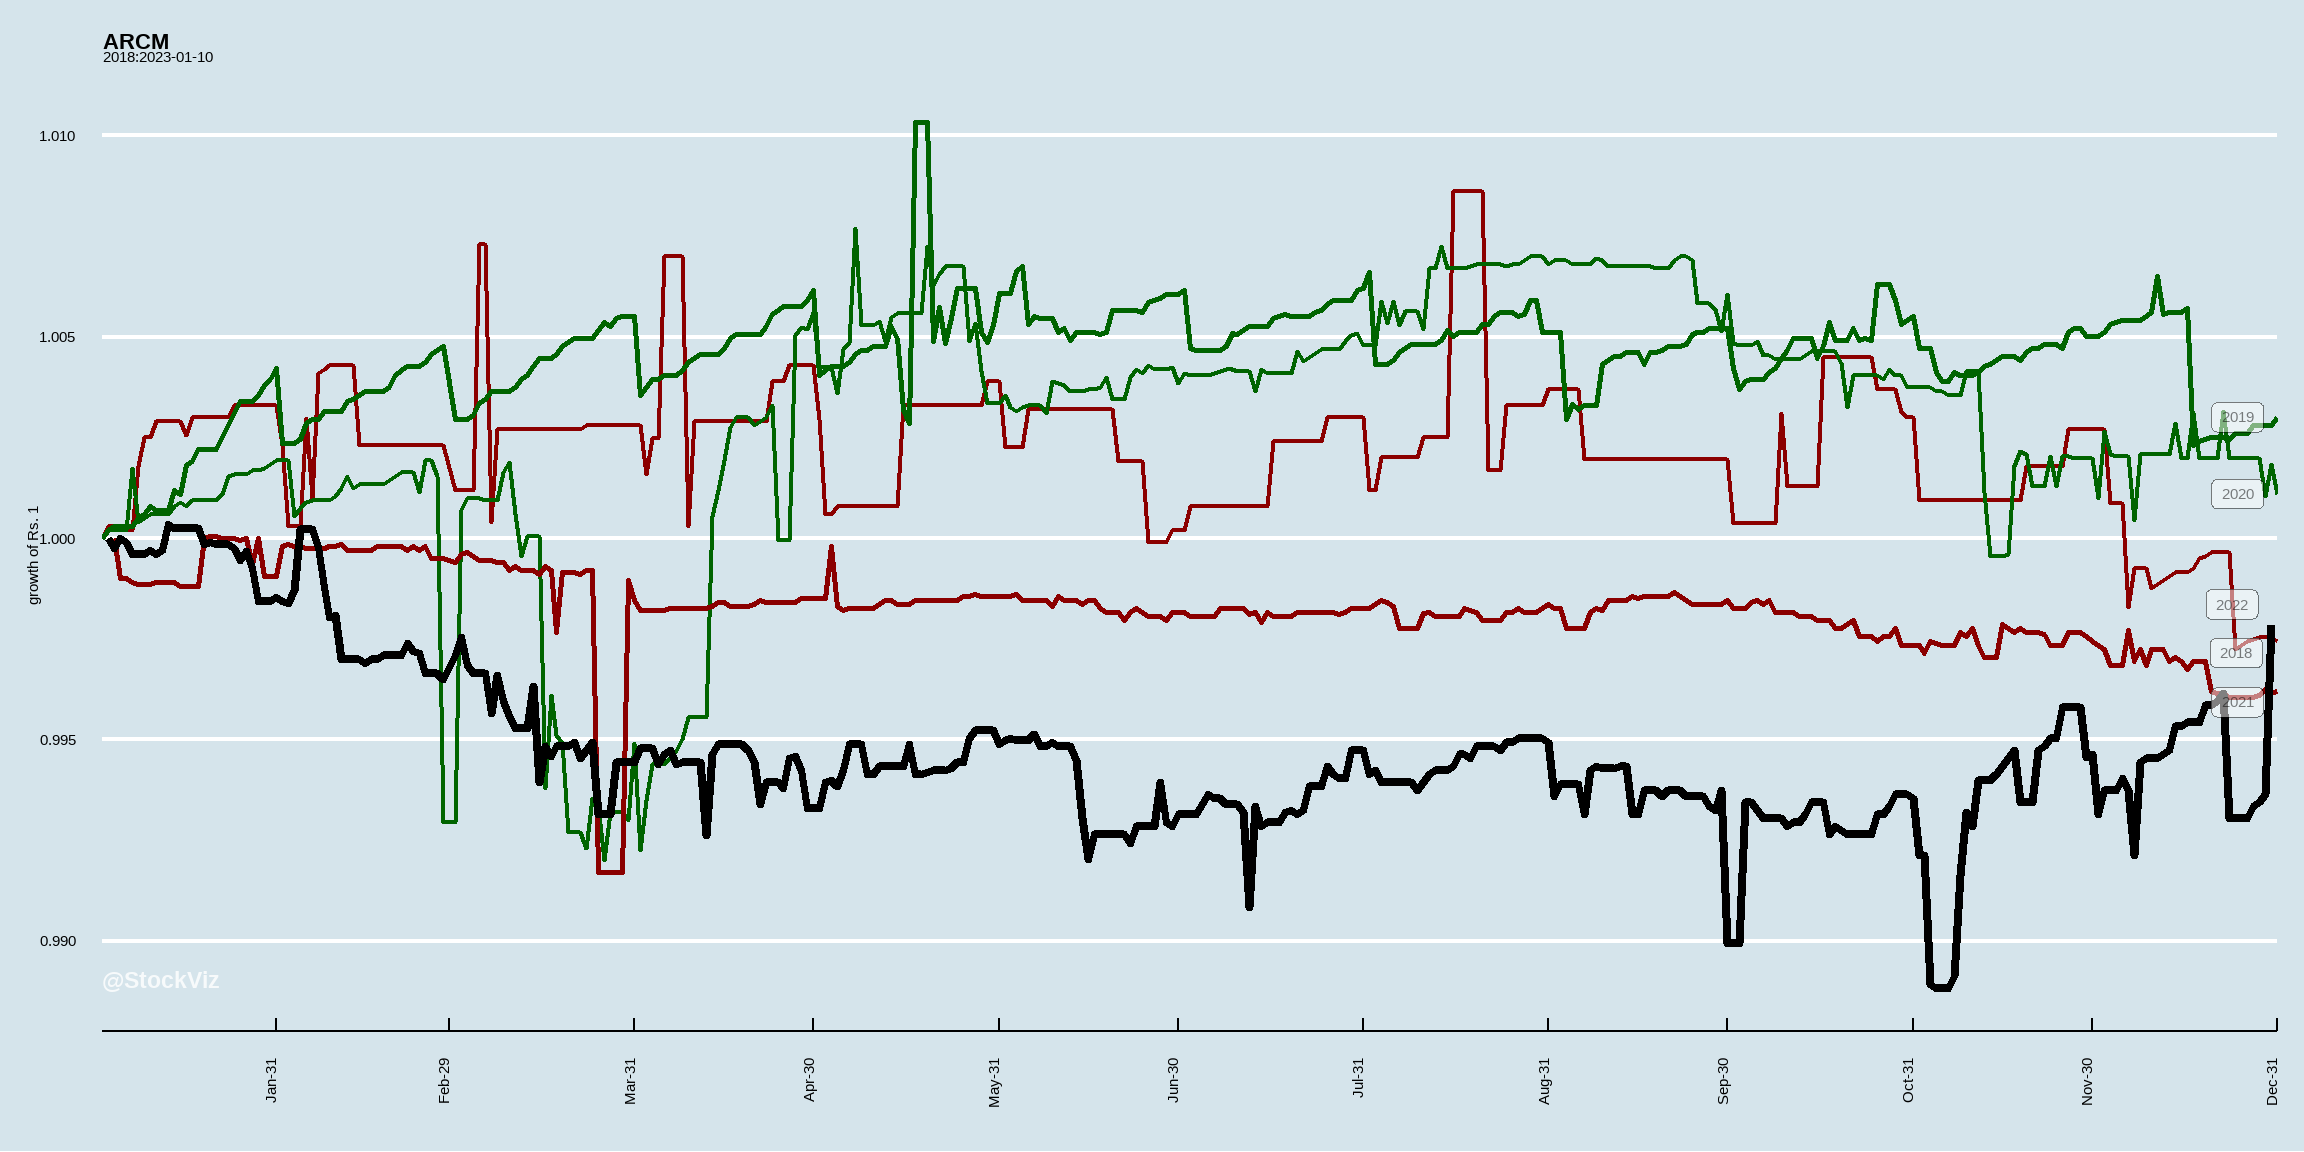 ARCM
2018:2023-01-10
1.010
1.005
1.000
0.995
0.990
growth of Rs. 1
2019
2020
2022
2018
2021
@StockViz
Jan-31
Feb-29
Mar-31
Apr-30
May-31
Jun-30
Jul-31
Aug-31
Sep-30
Oct-31
Nov-30
Dec-31